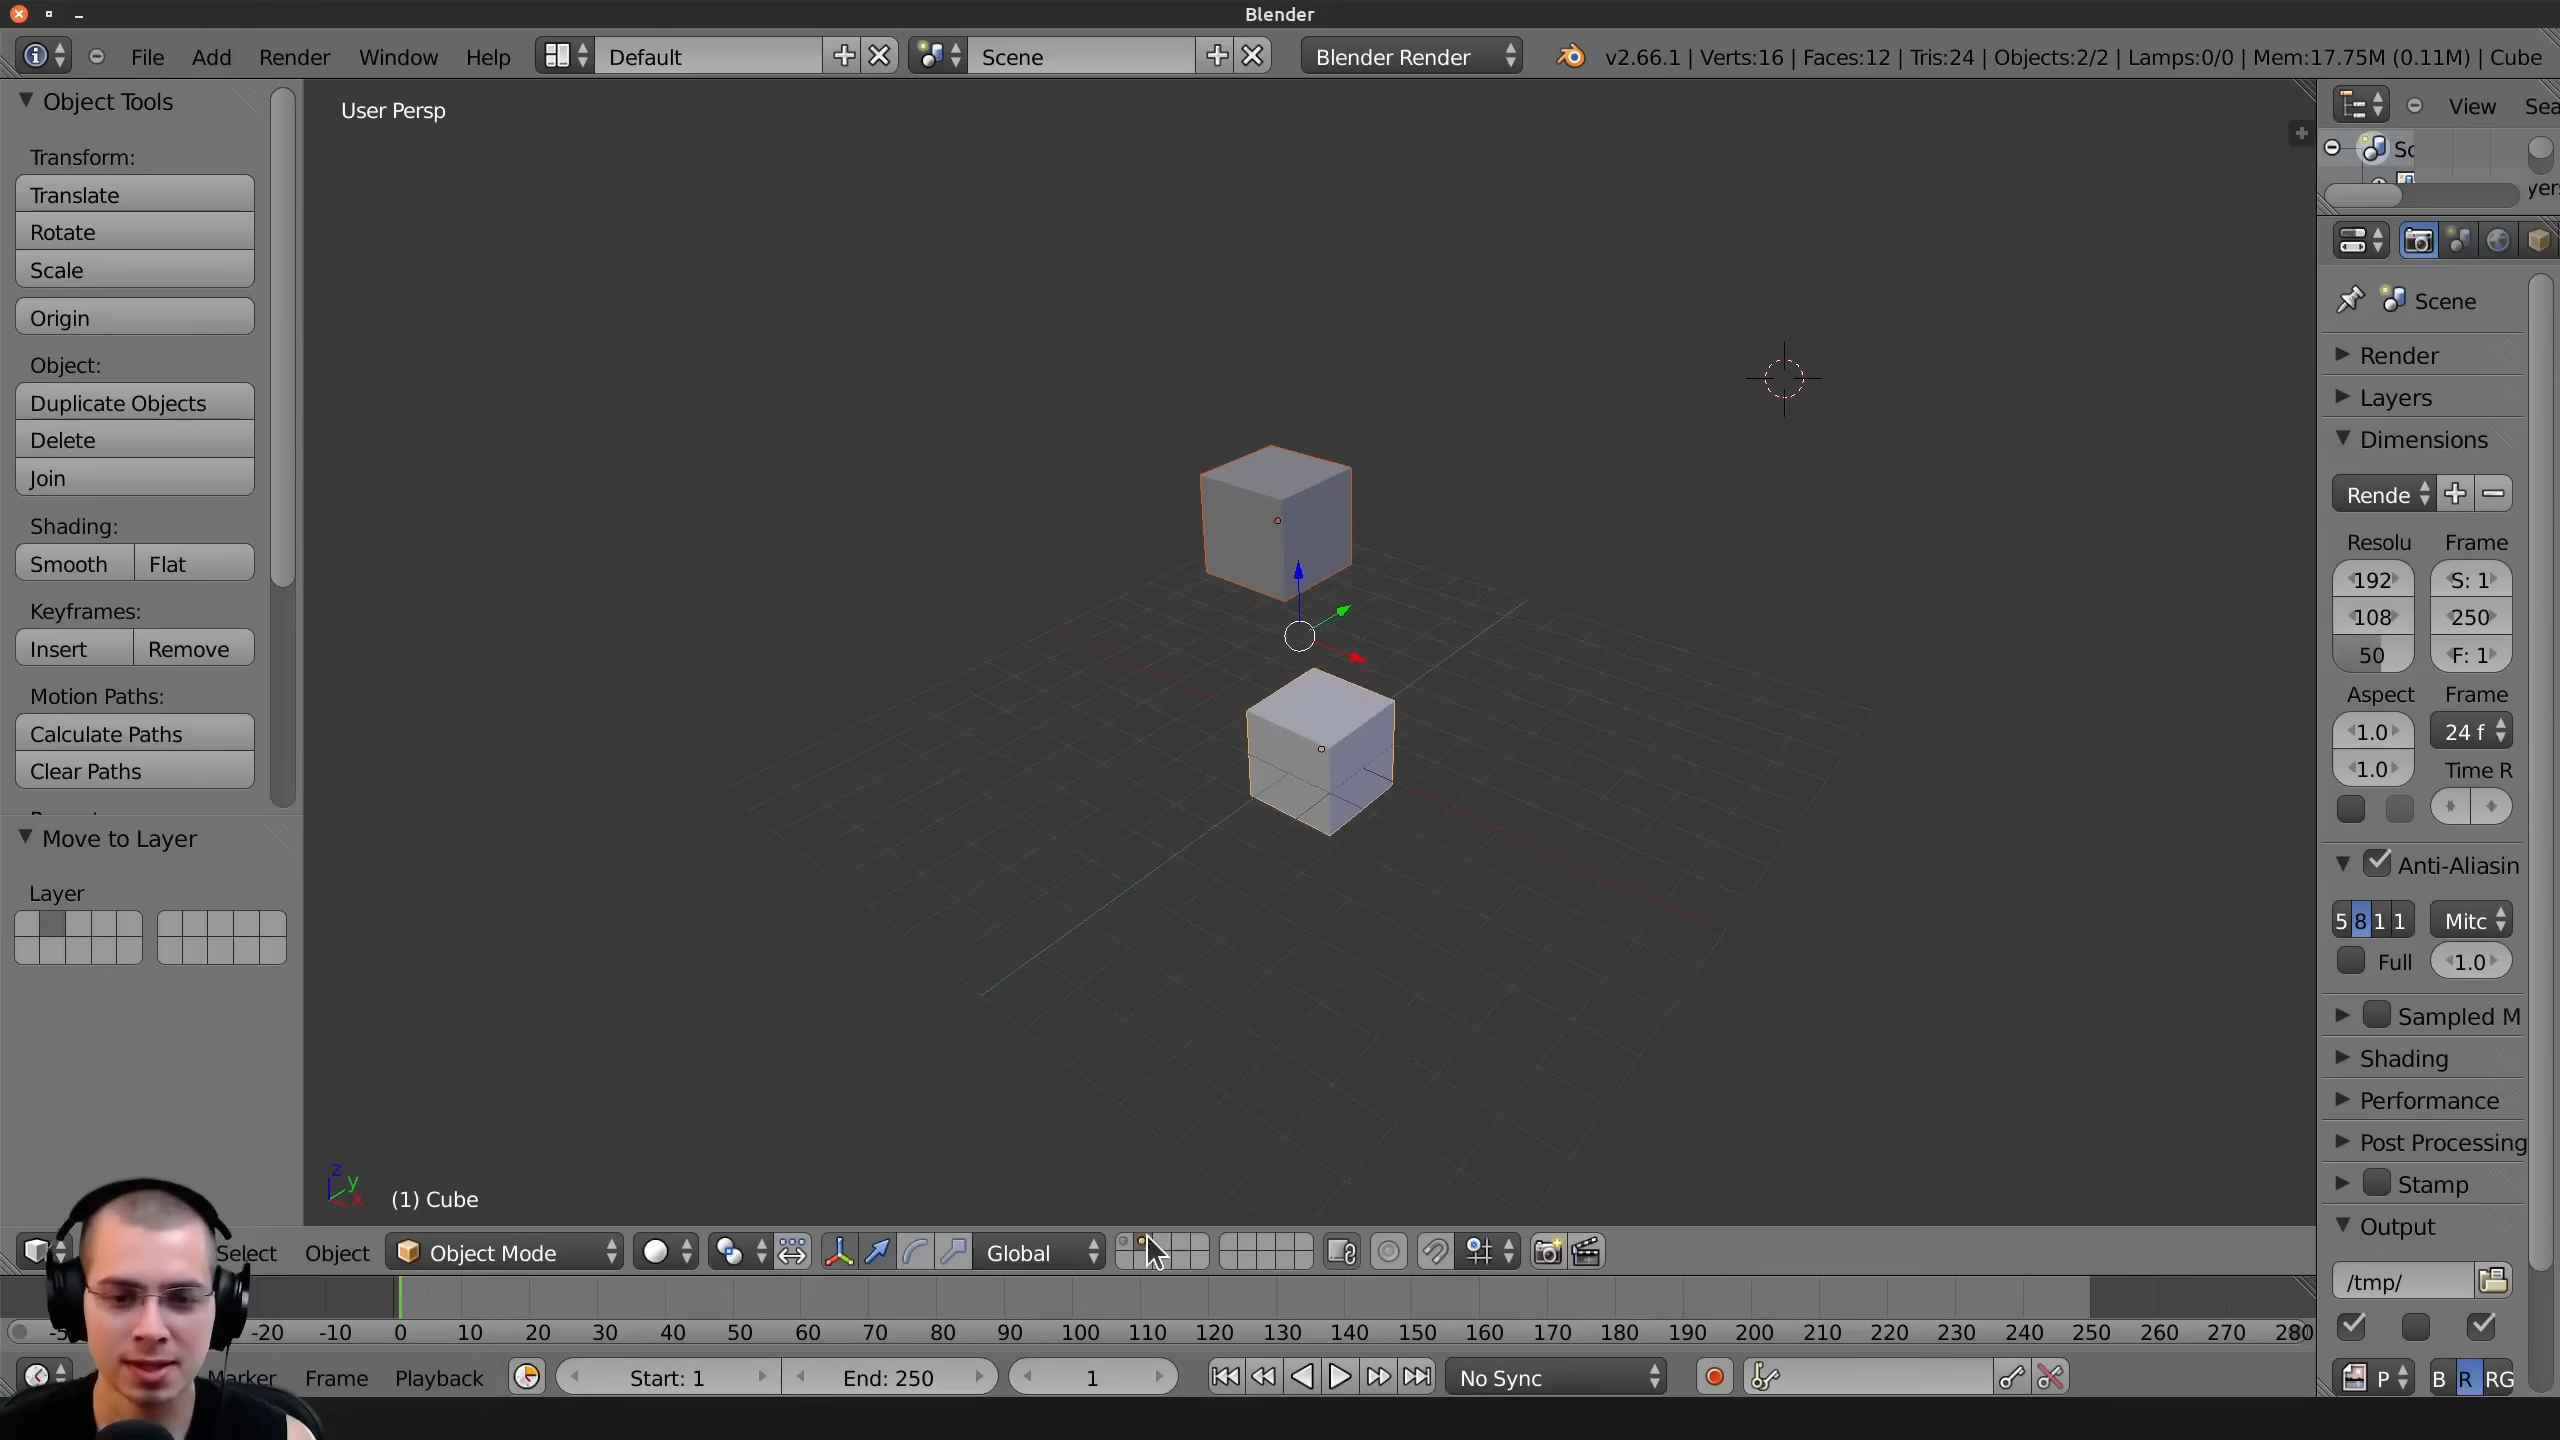 Blender
File Add Render Window Help Default Scene Blender Render v2.66.1 | Verts:16 | Faces:12 | Tris:24 | Objects:2/2 | Lamps:0/0 | Mem:17.75M (0.11M) | Cube
Object Tools
Transform:
Translate
Rotate
Scale
Origin
Object:
Duplicate Objects
Delete
Join
Shading:
Smooth Flat
Keyframes:
Insert Remove
Motion Paths:
Calculate Paths
Clear Paths
Move to Layer
Layer
User Persp
z
y
x
(1) Cube
View Sea
Sc
yer
Scene
Render
Layers
Dimensions
Rende
Resolu Frame
192 S: 1
108 250
50 F: 1
Aspect Frame
1.0 24 f
1.0 Time R
Anti-Aliasin
5 8 1 1 Mitc
Full 1.0
Sampled M
Shading
Performance
Post Processing
Stamp
Output
/tmp/
P B R RG
Select Object Object Mode Global
-20 -10 0 10 20 30 40 50 60 70 80 90 100 110 120 130 140 150 160 170 180 190 200 210 220 230 240 250 260 270 280
Marker Frame Playback Start: 1 End: 250 1 No Sync